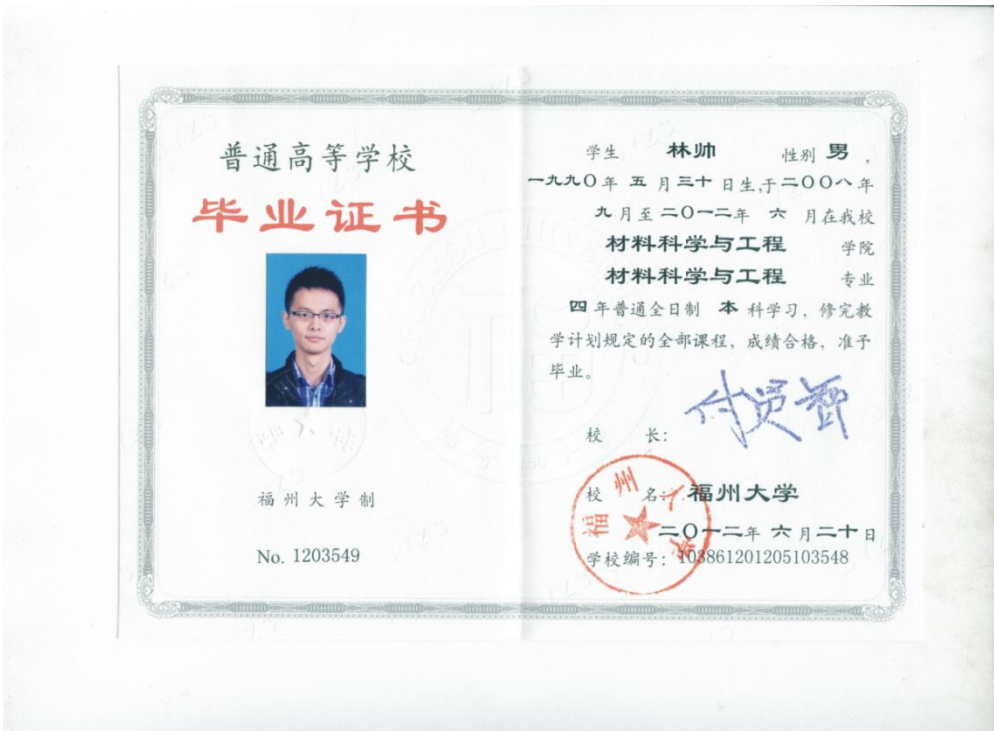 普通高等学校
毕业证书
福州大学制
No. 1203549
学生 林帅 性别 男，
一九九〇年 五 月三十 日生,于二〇〇八年
九月至二〇一二年 六 月在我校
材料科学与工程 学院
材料科学与工程 专业
四年普通全日制 本 科学习，修完教
学计划规定的全部课程，成绩合格，准予
毕业。
校 长：
校 名： 福州大学
二〇一二年 六月二十日
学校编号：103861201205103548
福州大学